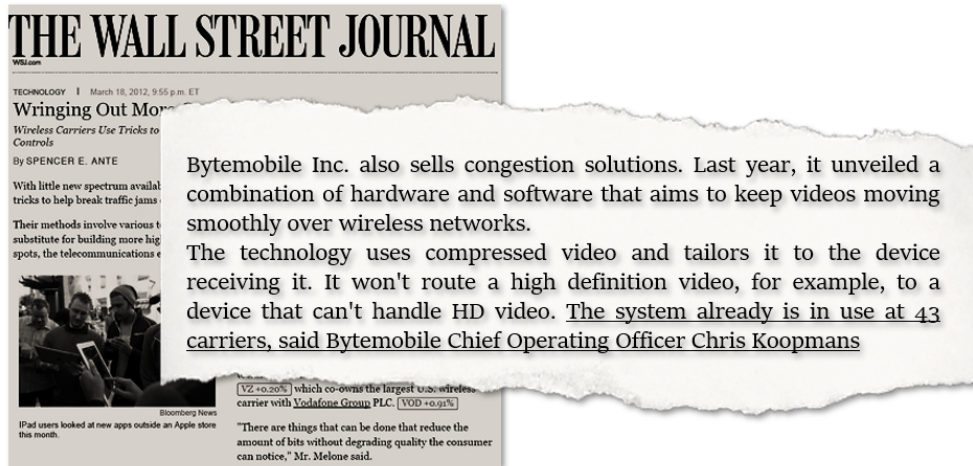 THE WALL STREET JOURNAL
WSJ.com
TECHNOLOGY | March 18, 2012, 9:55 p.m. ET
Wringing Out More
Wireless Carriers Use Tricks to
Controls
By SPENCER E. ANTE
With little new spectrum
tricks to help break traffic jams
Their methods involve various
substitute for building more
spots, the telecommunications
Bloomberg News
IPad users looked at new apps outside an Apple store
this month.
Bytemobile Inc. also sells congestion solutions. Last year, it unveiled a
combination of hardware and software that aims to keep videos moving
smoothly over wireless networks.
The technology uses compressed video and tailors it to the device
receiving it. It won't route a high definition video, for example, to a
device that can't handle HD video. The system already is in use at 43
carriers, said Bytemobile Chief Operating Officer Chris Koopmans
VZ +0.20% which co-owns the largest U.S. wireless
carrier with Vodafone Group PLC. VOD +0.91%
"There are things that can be done that reduce the
amount of bits without degrading quality the consumer
can notice," Mr. Melone said.